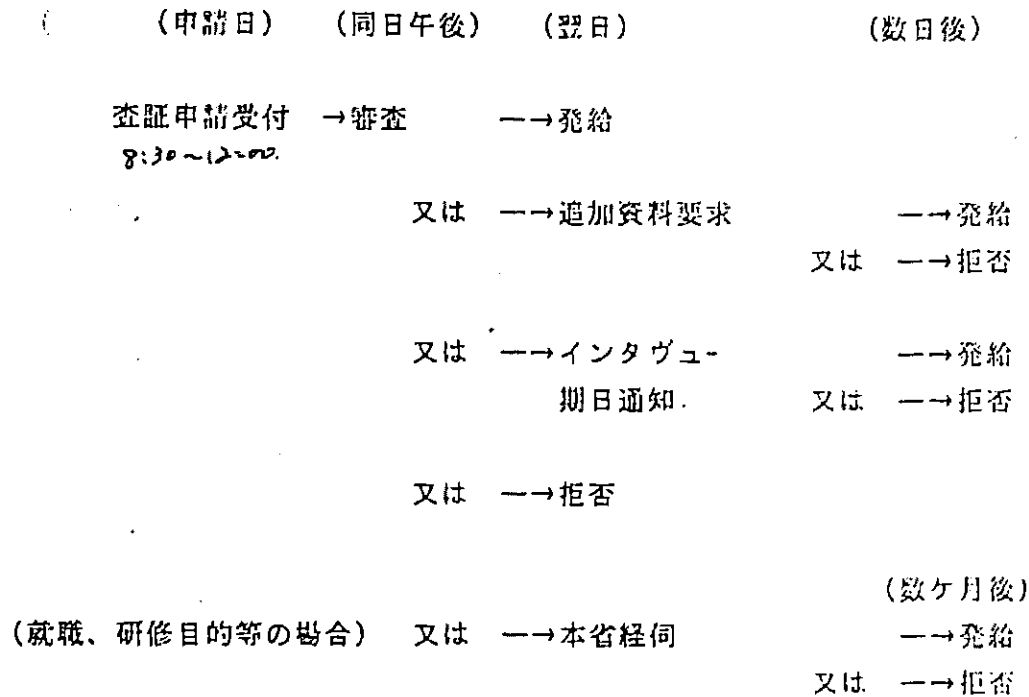 (申請日) (同日午後) (翌日) (数日後)
査証申請受付 →審査 ―→発給
8:30~12:00.
又は ―→追加資料要求 ―→発給
又は ―→拒否
又は ―→インタヴュー ―→発給
期日通知. 又は ―→拒否
又は ―→拒否
(数ケ月後)
(就職、研修目的等の場合) 又は ―→本省経伺 ―→発給
又は ―→拒否